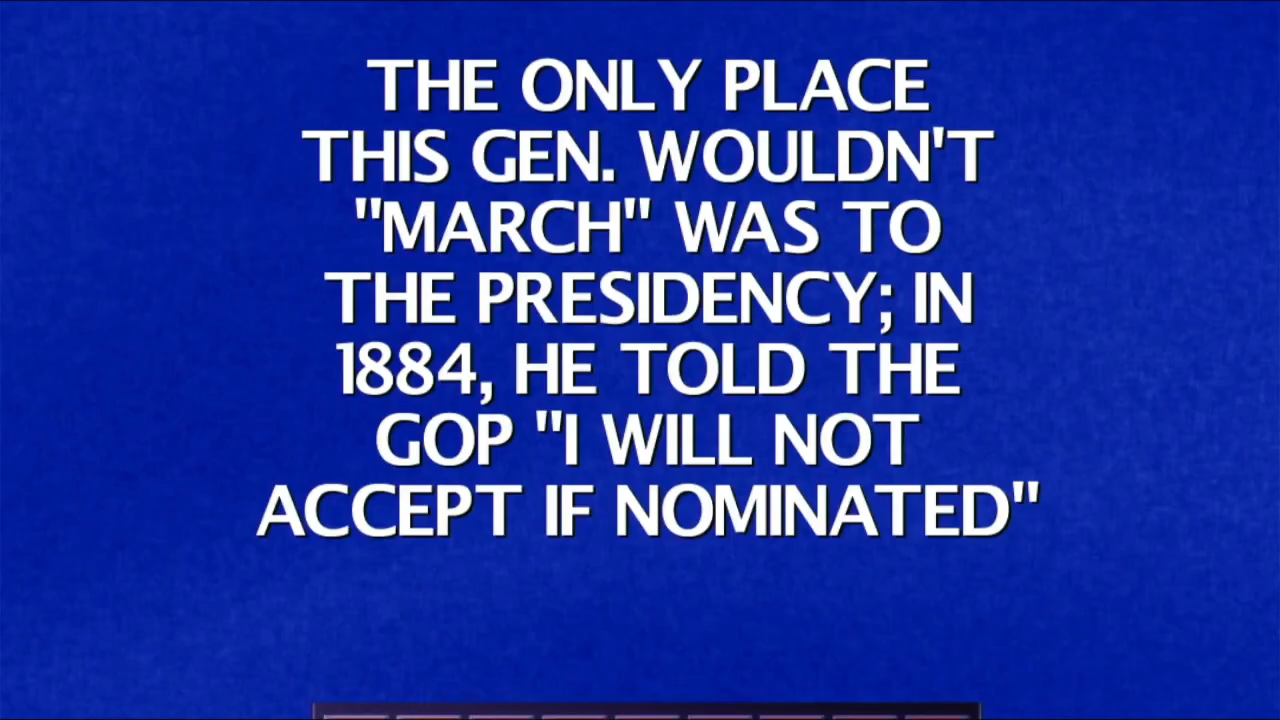 THE ONLY PLACE
THIS GEN. WOULDN'T
"MARCH" WAS TO
THE PRESIDENCY; IN
1884, HE TOLD THE
GOP "I WILL NOT
ACCEPT IF NOMINATED"